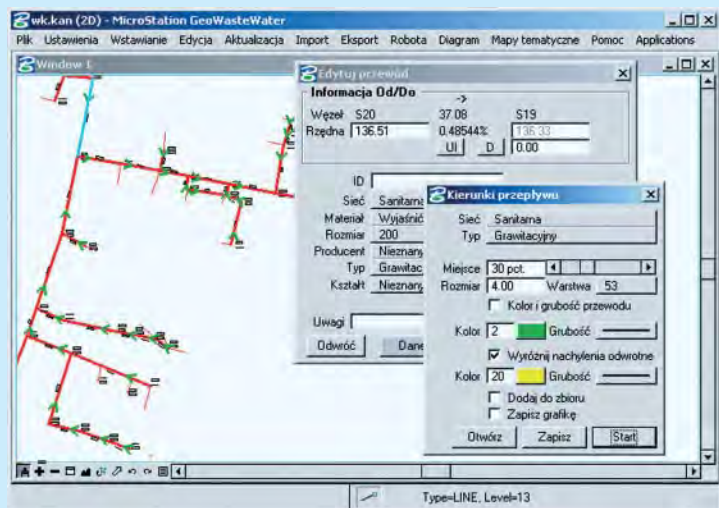 wk.kan (2D) - MicroStation GeoWasteWater
Plik Ustawienia Wstawianie Edycja Aktualizacja Import Eksport Robota Diagram Mapy tematyczne Pomoc Applications
Window 1
Edytuj przewód
Informacja Od/Do
->
Węzeł S20 37.08 S19
Rzędna 136.51 0.48544% 136.33
UI D 0.00
ID
Sieć Sanitarna
Materiał Wyjaśnić
Rozmiar 200
Producent Nieznany
Typ Grawitac
Kształt Nieznany
Uwagi
Odwróć Dane
Kierunki przepływu
Sieć Sanitarna
Typ Grawitacyjny
Miejsce 30 pct.
Rozmiar 4.00 Warstwa 53
Kolor i grubość przewodu
Kolor 2 Grubość
Wyróżnij nachylenia odwrotne
Kolor 20 Grubość
Dodaj do zbioru
Zapisz grafikę
Otwórz Zapisz Start
Type=LINE, Level=13